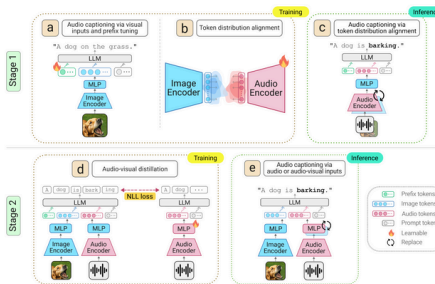 Training
Inference
a
Audio captioning via visual
inputs and prefix tuning
b
Token distribution alignment
c
Audio captioning via
token distribution alignment
Stage 1
"A dog on the grass."
LLM
MLP
Image
Encoder
Image
Encoder
Audio
Encoder
"A dog is barking."
LLM
MLP
Audio
Encoder
Training
Inference
d
Audio-visual distillation
e
Audio captioning via
audio or audio-visual inputs
Stage 2
A dog is bark ing
NLL loss
A dog ...
"A dog is barking."
LLM
LLM
LLM
MLP
MLP
MLP
MLP
MLP
Image
Encoder
Audio
Encoder
Audio
Encoder
Image
Encoder
Audio
Encoder
Prefix tokens
Image tokens
Audio tokens
Prompt tokens
Learnable
Replace